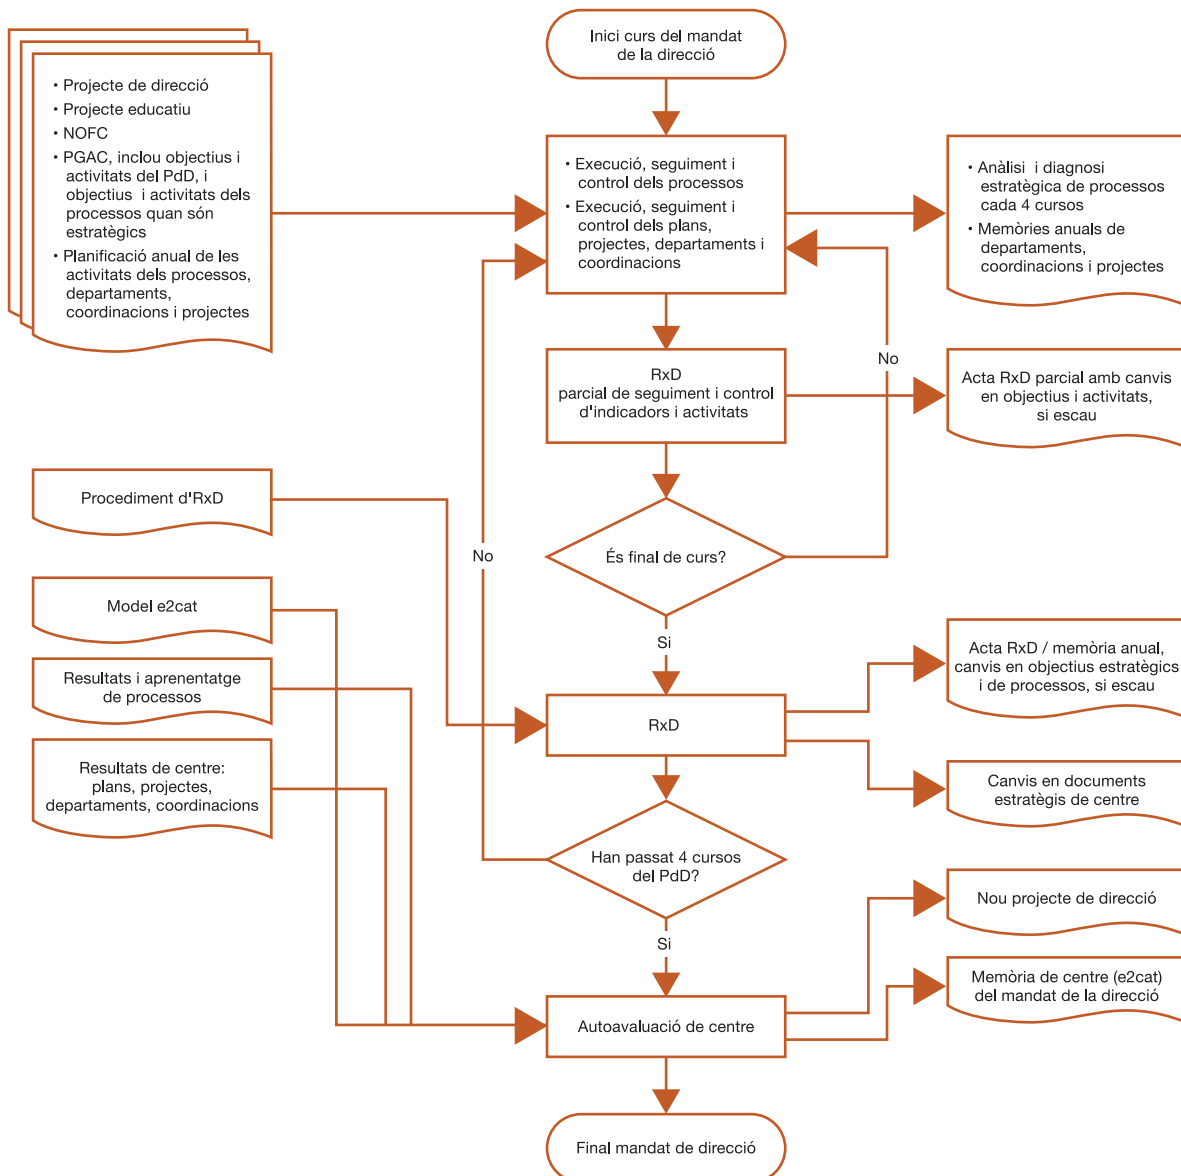 Inici curs del mandat
de la direcció
• Projecte de direcció
• Projecte educatiu
• NOFC
• PGAC, inclou objectius i
activitats del PdD, i
objectius i activitats dels
processos quan són
estratègics
• Planificació anual de les
activitats dels processos,
departaments,
coordinacions i projectes
• Execució, seguiment i
control dels processos
• Execució, seguiment i
control dels plans,
projectes, departaments i
coordinacions
• Anàlisi i diagnosi
estratègica de processos
cada 4 cursos
• Memòries anuals de
departaments,
coordinacions i projectes
No
RxD
parcial de seguiment i control
d'indicadors i activitats
Acta RxD parcial amb canvis
en objectius i activitats,
si escau
Procediment d'RxD
No
És final de curs?
Model e2cat
Si
Resultats i aprenentatge
de processos
Acta RxD / memòria anual,
canvis en objectius estratègics
i de processos, si escau
RxD
Resultats de centre:
plans, projectes,
departaments, coordinacions
Canvis en documents
estratègis de centre
Han passat 4 cursos
del PdD?
Nou projecte de direcció
Si
Memòria de centre (e2cat)
del mandat de la direcció
Autoavaluació de centre
Final mandat de direcció